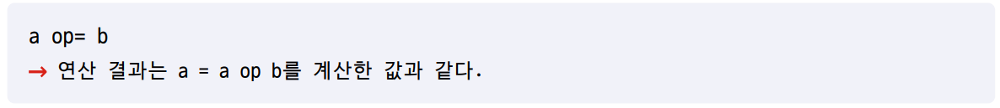 a op= b
→ 연산 결과는 a = a op b를 계산한 값과 같다.